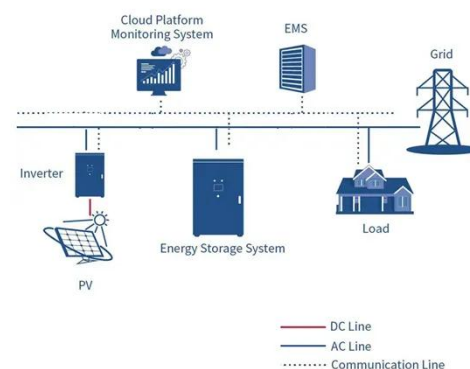 Cloud Platform
Monitoring System
EMS
Grid
Inverter
Energy Storage System
Load
PV
DC Line
AC Line
Communication Line